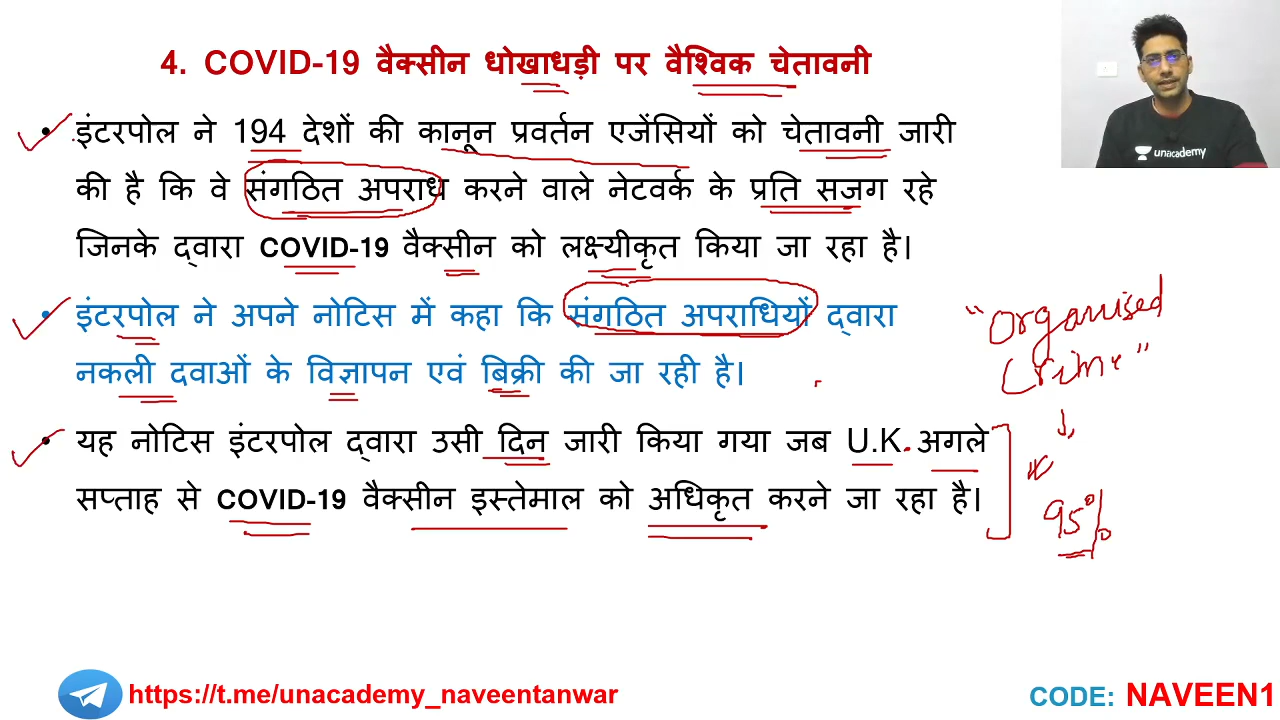 4. COVID-19 वैक्सीन धोखाधड़ी पर वैश्विक चेतावनी
unacademy
• इंटरपोल ने 194 देशों की कानून प्रवर्तन एजेंसियों को चेतावनी जारी
की है कि वे संगठित अपराध करने वाले नेटवर्क के प्रति सजग रहे
जिनके द्वारा COVID-19 वैक्सीन को लक्ष्यीकृत किया जा रहा है।
• इंटरपोल ने अपने नोटिस में कहा कि संगठित अपराधियों द्वारा
नकली दवाओं के विज्ञापन एवं बिक्री की जा रही है।
"Organised
Crime"
• यह नोटिस इंटरपोल द्वारा उसी दिन जारी किया गया जब U.K. अगले
सप्ताह से COVID-19 वैक्सीन इस्तेमाल को अधिकृत करने जा रहा है।
95%
https://t.me/unacademy_naveentanwar
CODE: NAVEEN1